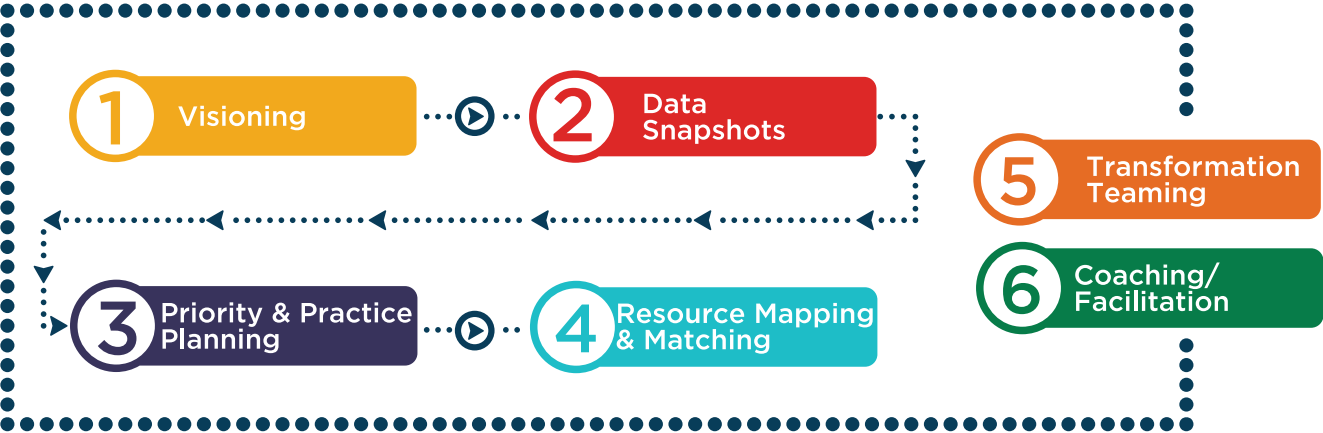 1
Visioning
2
Data
Snapshots
3
Priority & Practice
Planning
4
Resource Mapping
& Matching
5
Transformation
Teaming
6
Coaching/
Facilitation